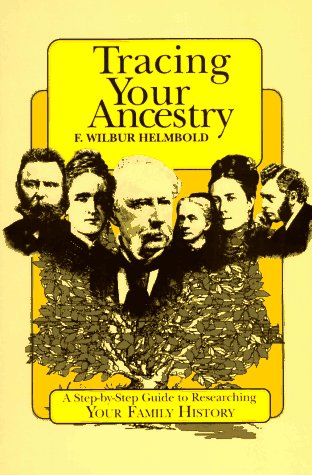 Tracing
Your
Ancestry
F. WILBUR HELMBOLD
A Step-by-Step Guide to Researching
YOUR FAMILY HISTORY